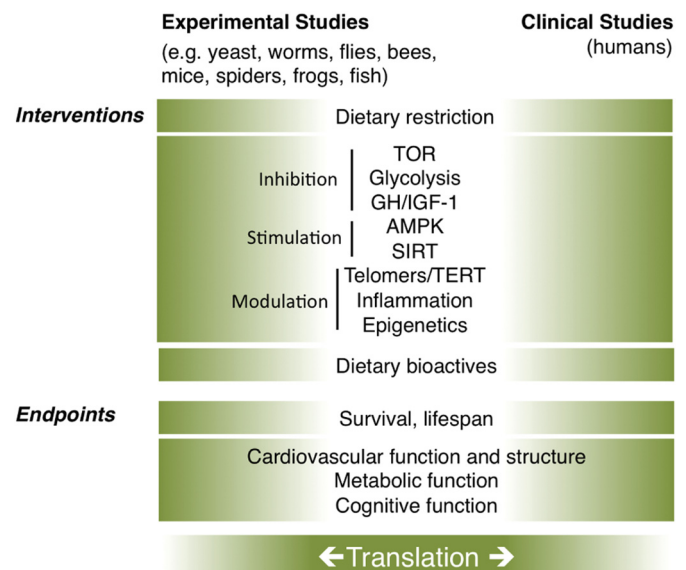 Experimental Studies
(e.g. yeast, worms, flies, bees,
mice, spiders, frogs, fish)
Clinical Studies
(humans)
Interventions
Dietary restriction
Inhibition
TOR
Glycolysis
GH/IGF-1
Stimulation
AMPK
SIRT
Modulation
Telomers/TERT
Inflammation
Epigenetics
Dietary bioactives
Endpoints
Survival, lifespan
Cardiovascular function and structure
Metabolic function
Cognitive function
← Translation →